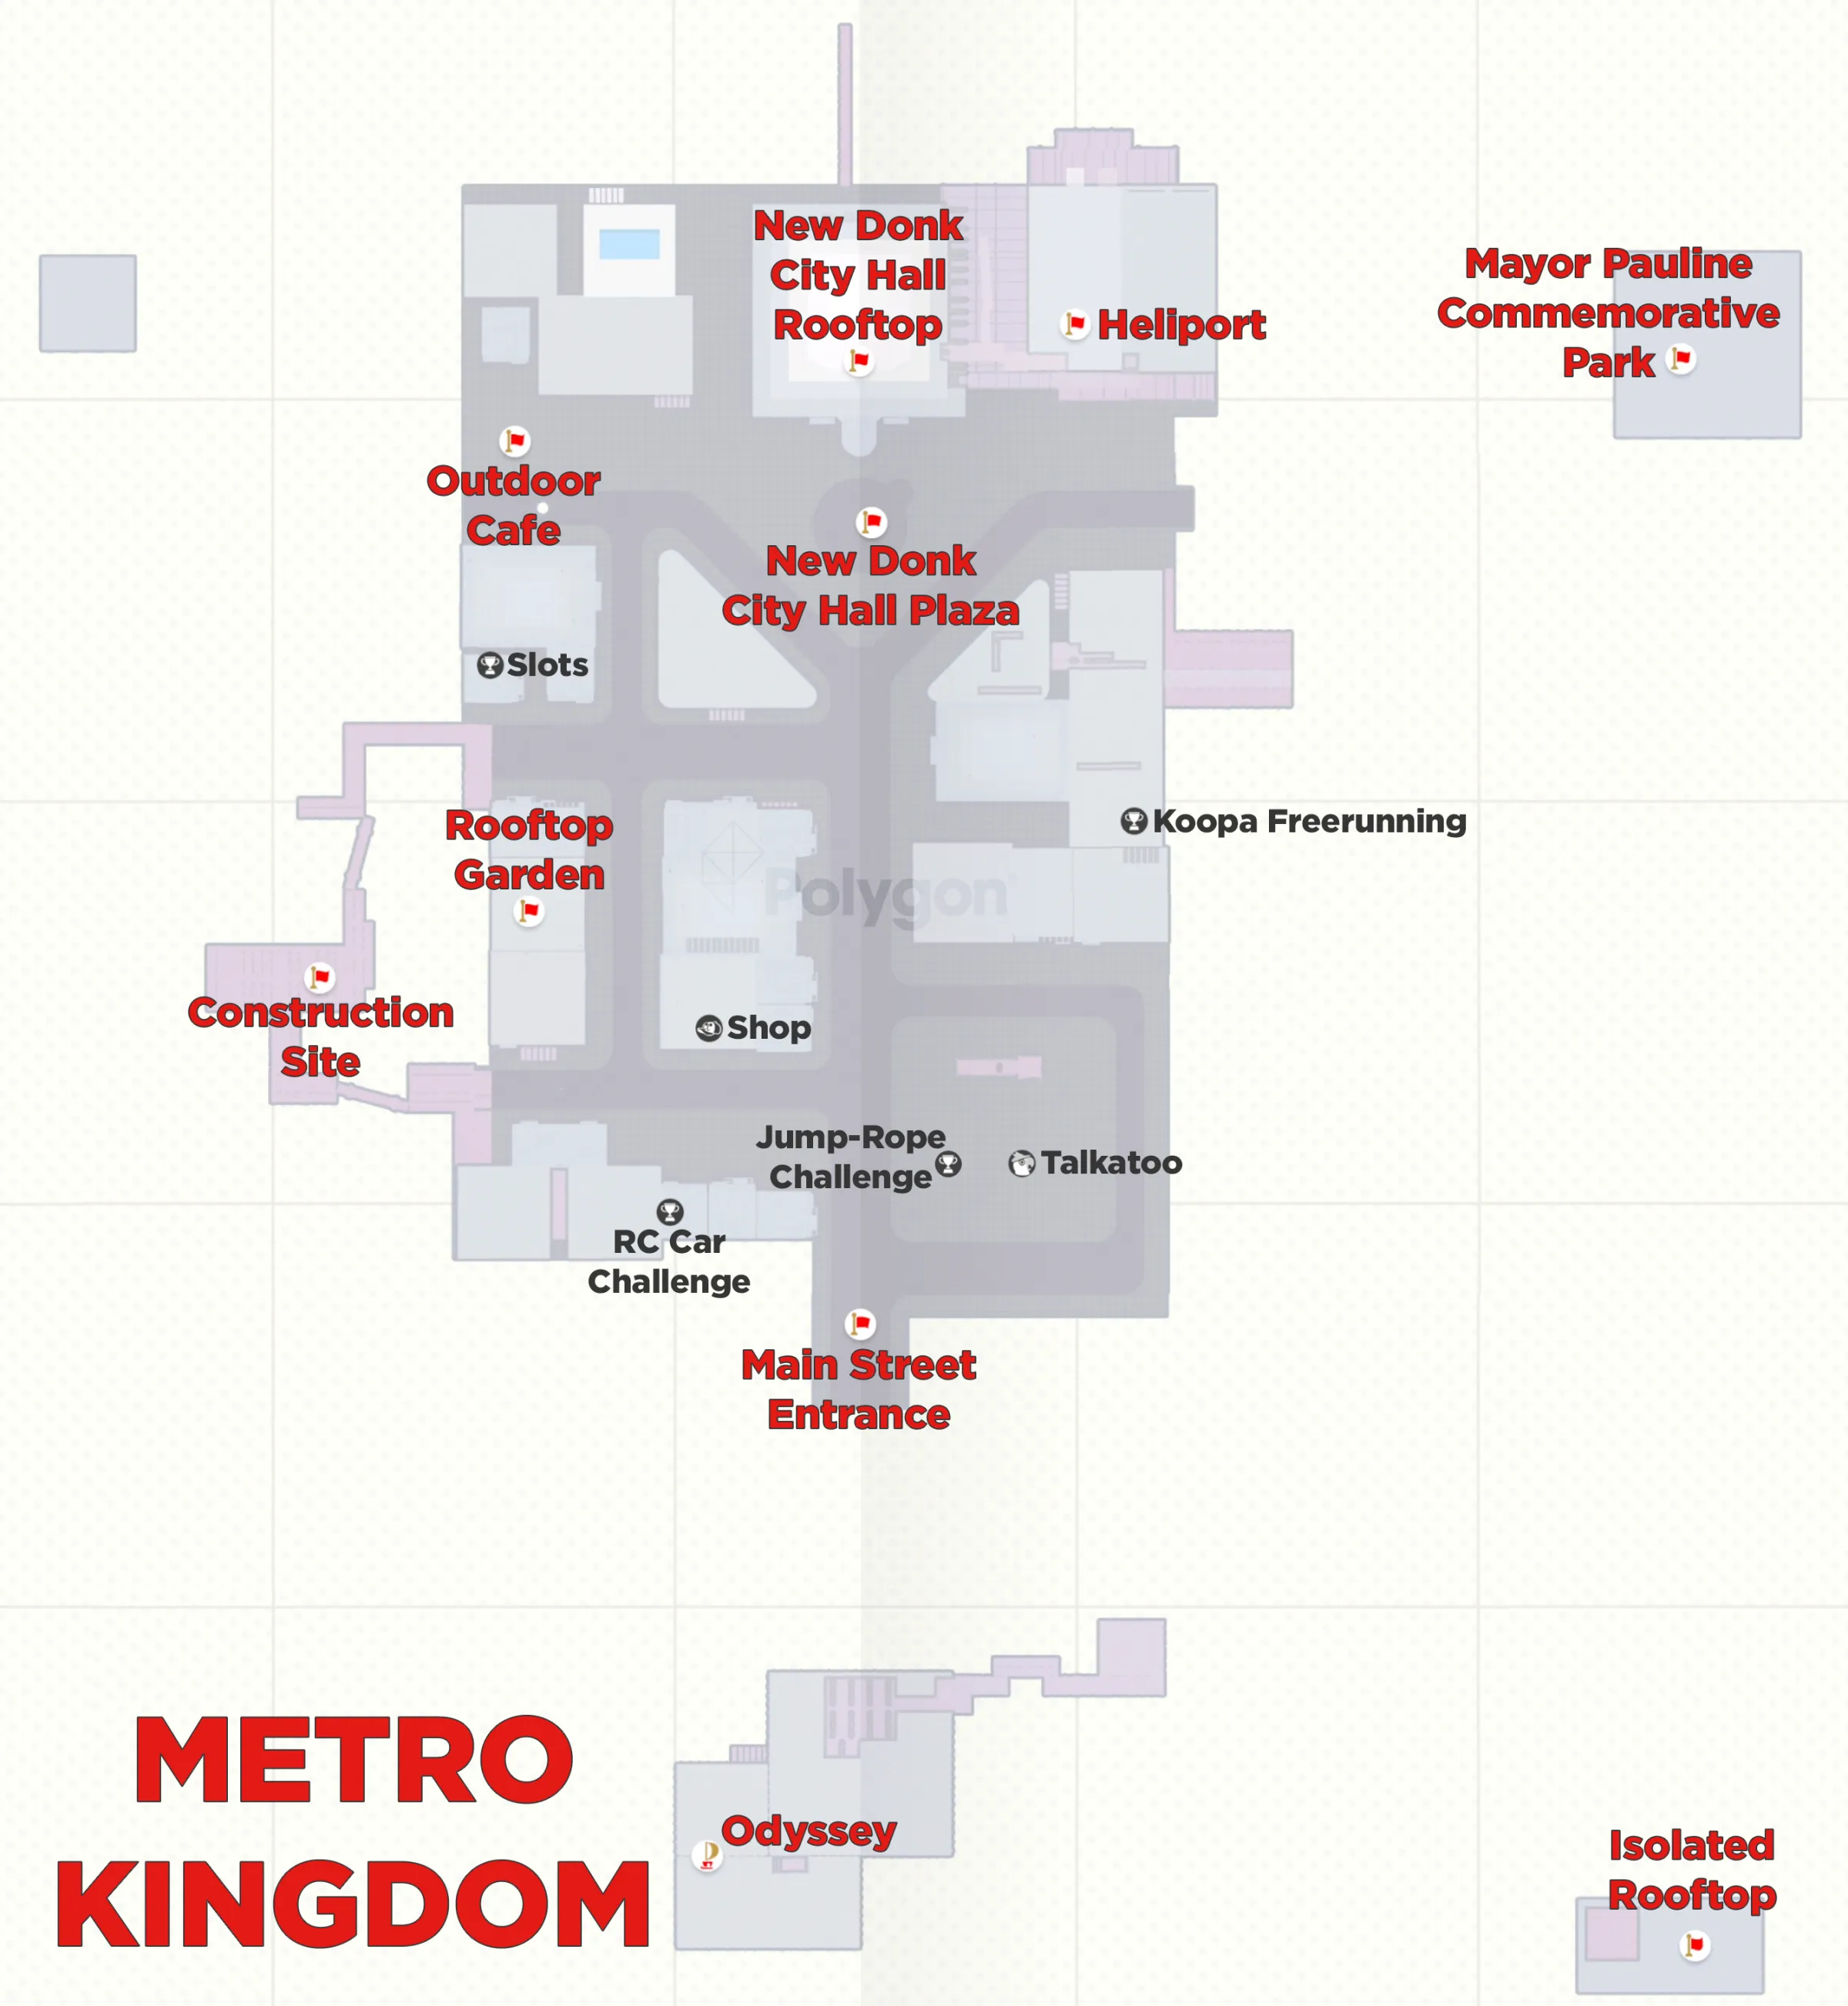 New Donk
City Hall
Rooftop
Heliport
Mayor Pauline
Commemorative
Park
Outdoor
Cafe
New Donk
City Hall Plaza
Slots
Koopa Freerunning
Rooftop
Garden
Polygon
Construction
Site
Shop
Jump-Rope
Challenge
Talkatoo
RC Car
Challenge
Main Street
Entrance
METRO
KINGDOM
Odyssey
Isolated
Rooftop